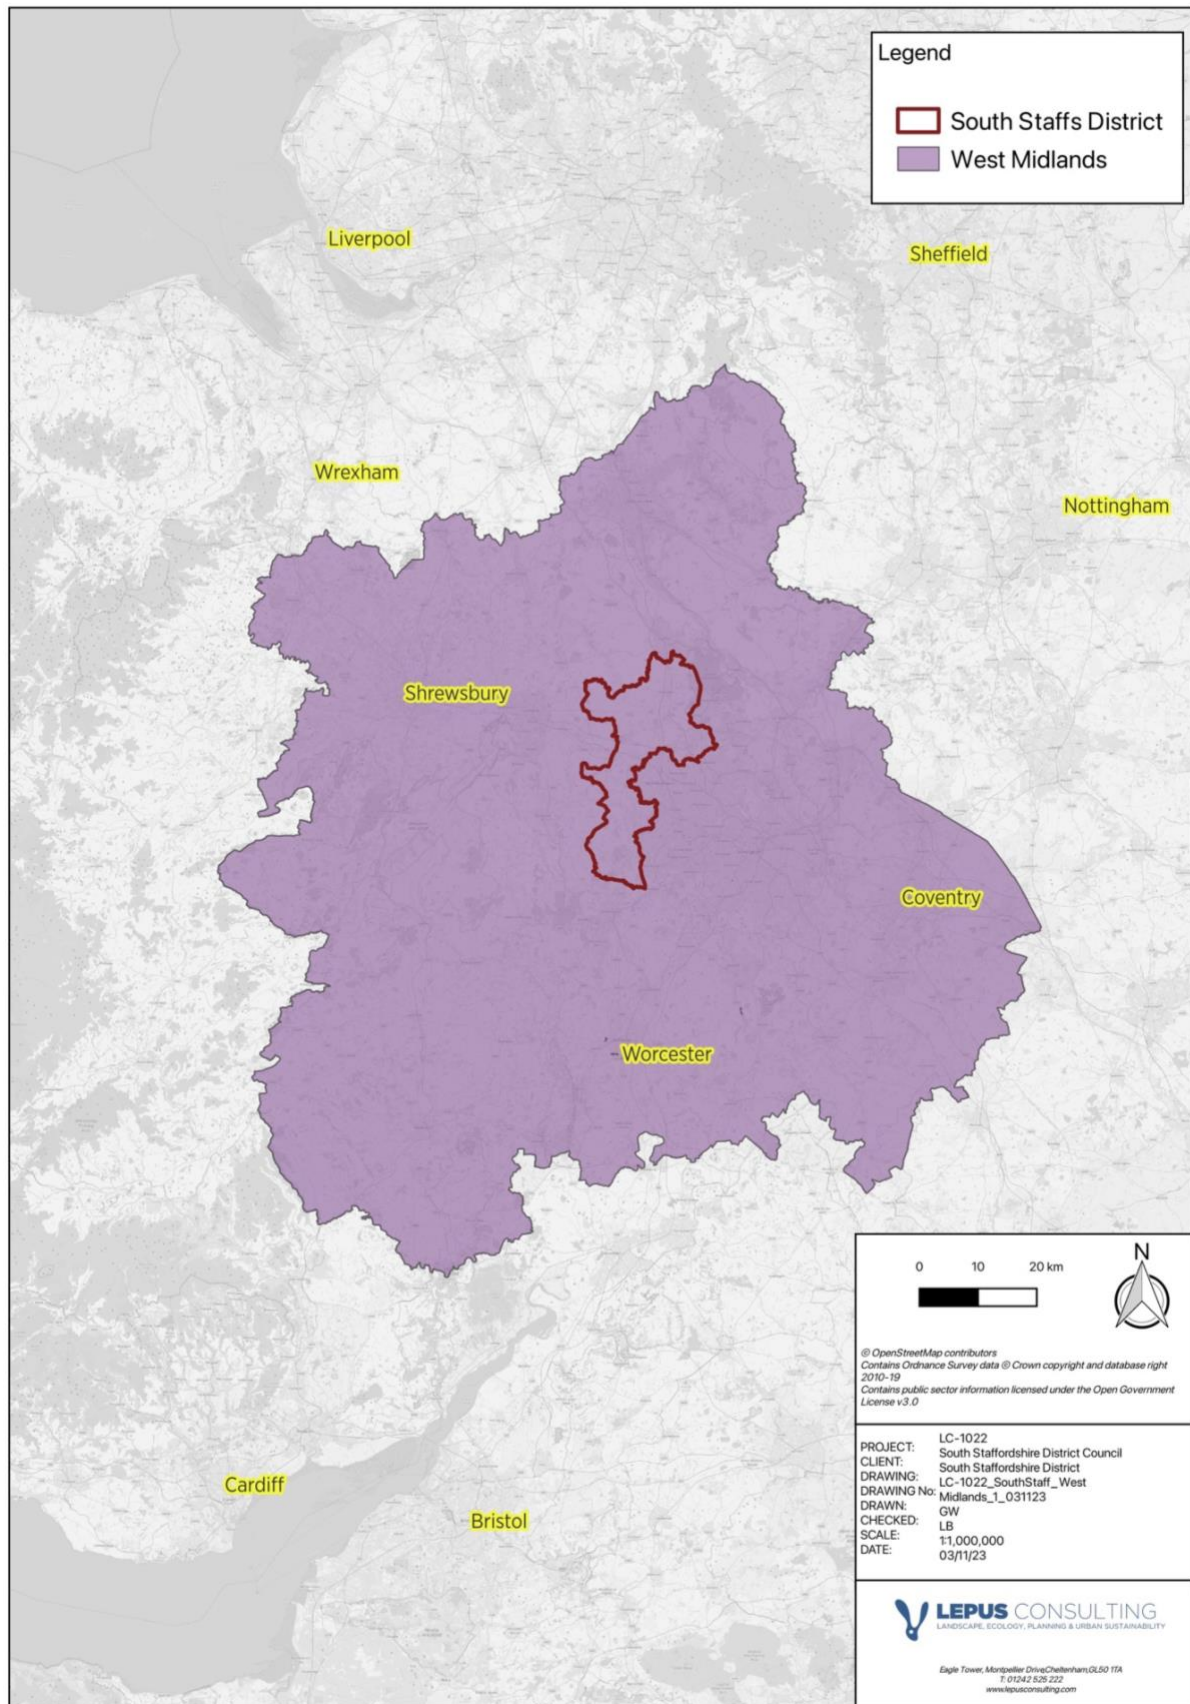 Legend
South Staffs District
West Midlands
Liverpool
Sheffield
Wrexham
Nottingham
Shrewsbury
Coventry
Worcester
Cardiff
Bristol
0 10 20 km
N
© OpenStreetMap contributors
Contains Ordnance Survey data © Crown copyright and database right
2010-19
Contains public sector information licensed under the Open Government
License v3.0
PROJECT: LC-1022
CLIENT: South Staffordshire District Council
DRAWING: South Staffordshire District
DRAWING No: LC-1022_SouthStaff_West
Midlands_1_031123
DRAWN: GW
CHECKED: LB
SCALE: 1:1,000,000
DATE: 03/11/23
LEPUS CONSULTING
LANDSCAPE, ECOLOGY, PLANNING & URBAN SUSTAINABILITY
Eagle Tower, Montpellier Drive,Cheltenham,GL50 1TA
T: 01242 525 222
www.lepusconsulting.com